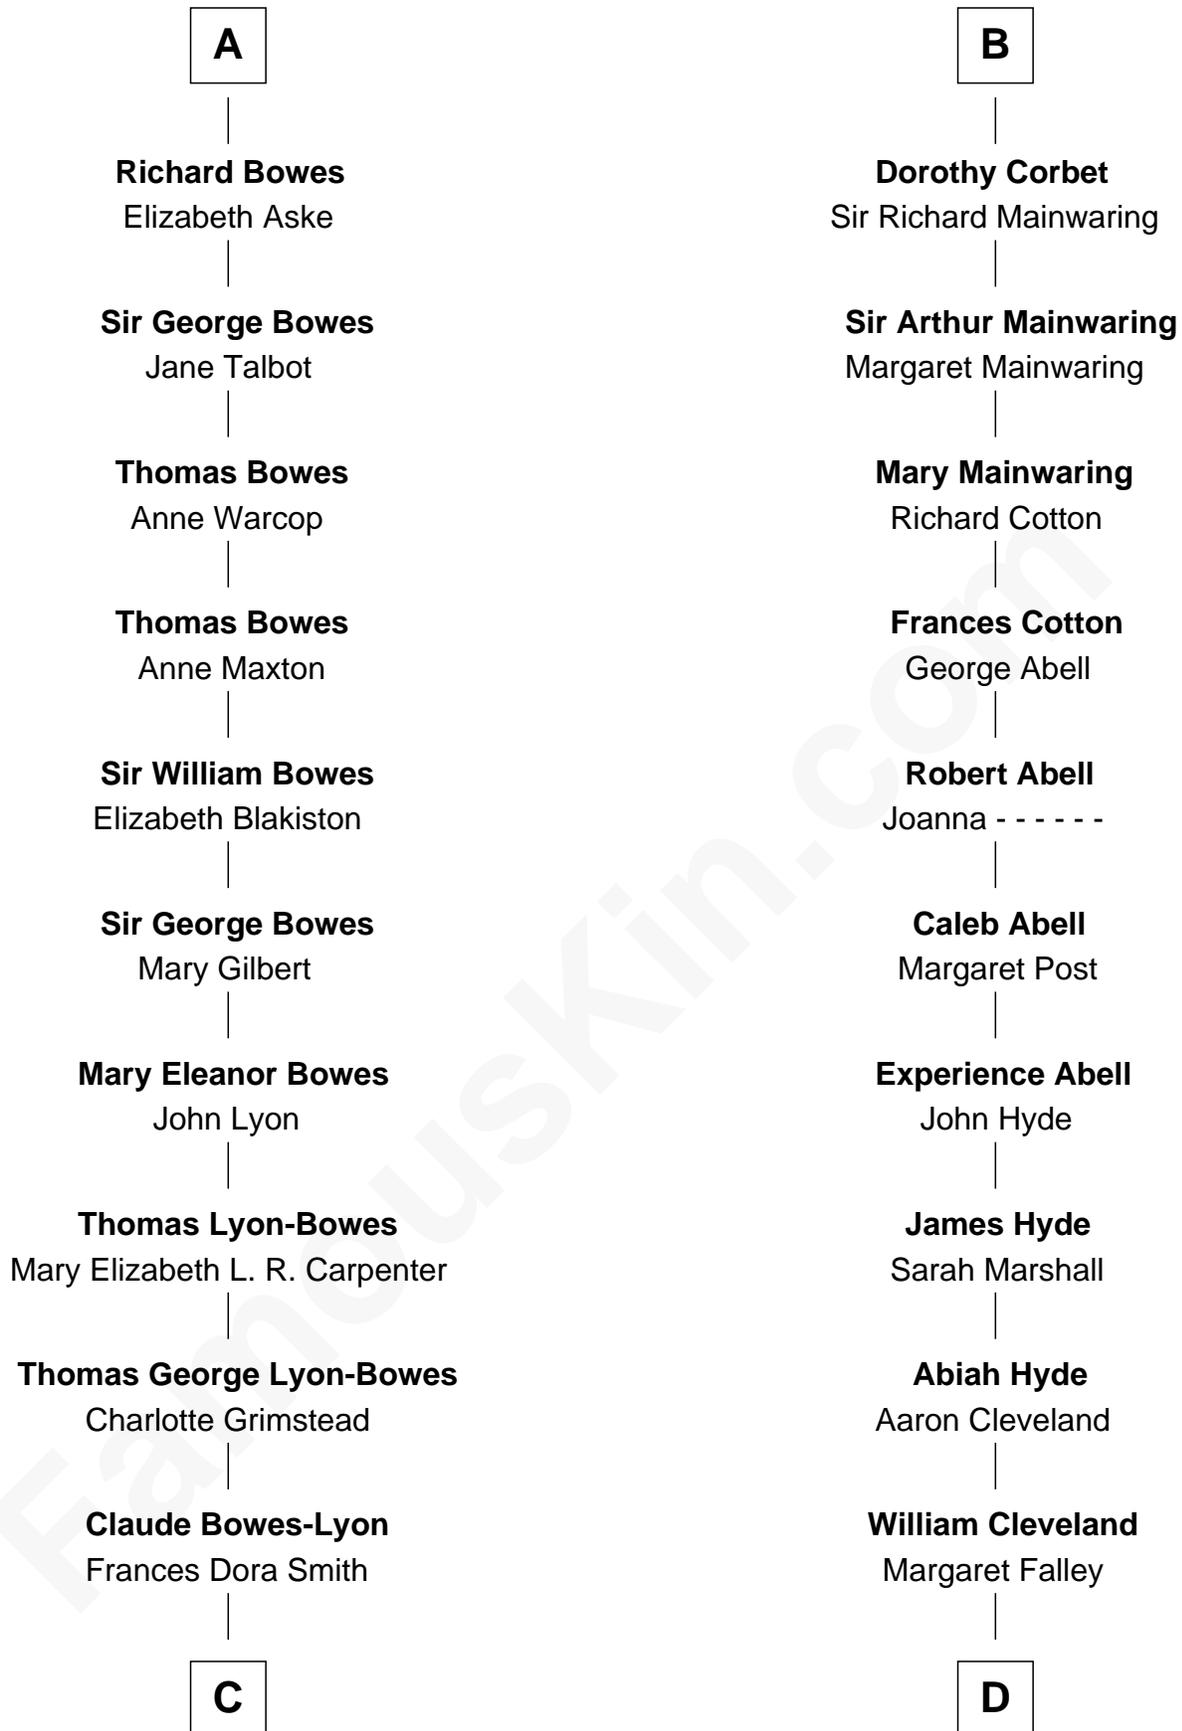 A
Richard Bowes
Elizabeth Aske
Sir George Bowes
Jane Talbot
Thomas Bowes
Anne Warcop
Thomas Bowes
Anne Maxton
Sir William Bowes
Elizabeth Blakiston
Sir George Bowes
Mary Gilbert
Mary Eleanor Bowes
John Lyon
Thomas Lyon-Bowes
Mary Elizabeth L. R. Carpenter
Thomas George Lyon-Bowes
Charlotte Grimstead
Claude Bowes-Lyon
Frances Dora Smith
C
B
Dorothy Corbet
Sir Richard Mainwaring
Sir Arthur Mainwaring
Margaret Mainwaring
Mary Mainwaring
Richard Cotton
Frances Cotton
George Abell
Robert Abell
Joanna - - - - - -
Caleb Abell
Margaret Post
Experience Abell
John Hyde
James Hyde
Sarah Marshall
Abiah Hyde
Aaron Cleveland
William Cleveland
Margaret Falley
D
FamousKin.com